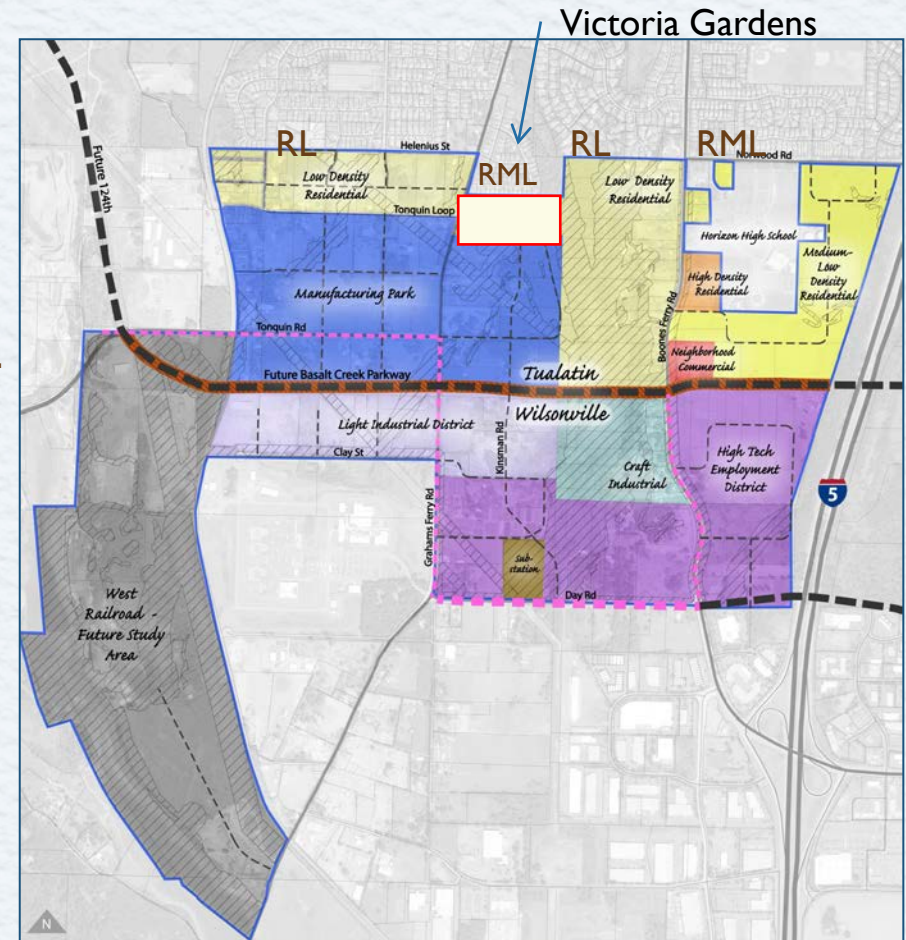 Victoria Gardens
RL
RL
RML
Helenius St
Norwood Rd
RML
Low Density
Residential
Low Density
Residential
Future 124th
Tonquin Loop
Horizon High School
Medium-
Low
Density
Residential
High Density
Residential
Manufacturing Park
Boones Ferry Rd
Tonquin Rd
Neighborhood
Commercial
Future Basalt Creek Parkway
Tualatin
Wilsonville
Light Industrial District
Kinsman Rd
Clay St
High Tech
Employment
District
Craft
Industrial
5
Grahams Ferry Rd
Sub-
station
Day Rd
West
Railroad -
Future Study
Area
N